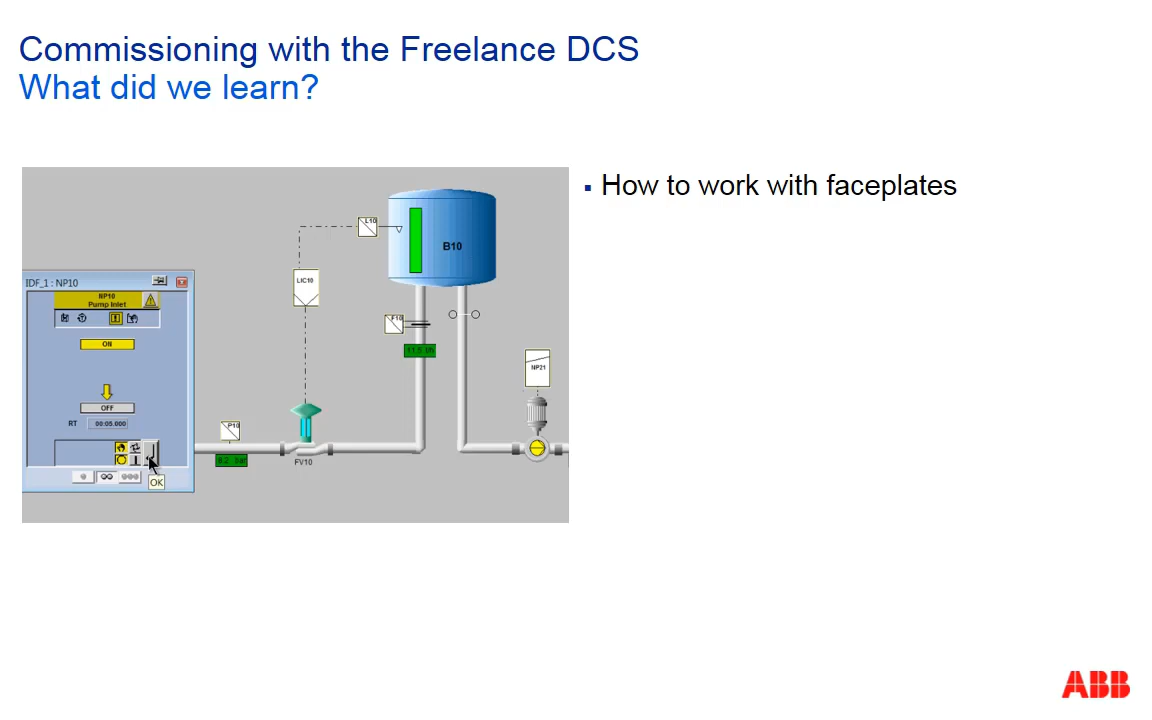 Commissioning with the Freelance DCS
What did we learn?
▪ How to work with faceplates
L10
B10
IDF_1 : NP10
NP10
Pump Inlet
LIC10
F10
ON
NP21
Off
RT 00:05.000
P10
FV10
OK
ABB